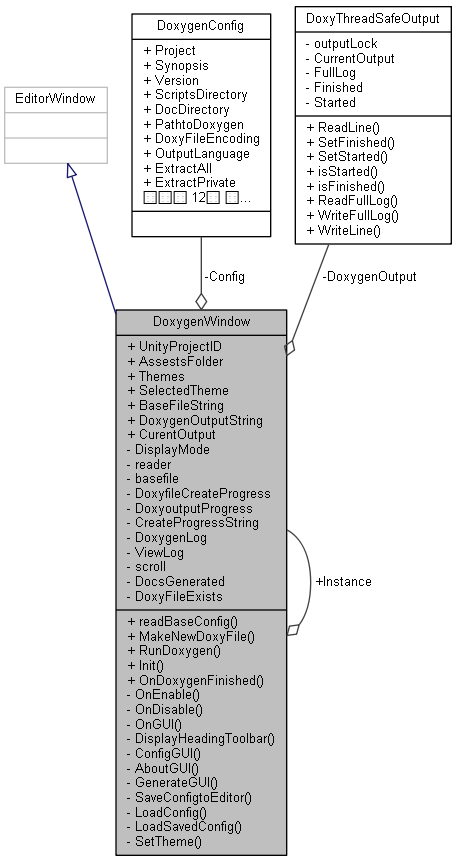 EditorWindow
DoxygenConfig
+ Project
+ Synopsis
+ Version
+ ScriptsDirectory
+ DocDirectory
+ PathtoDoxygen
+ DoxyFileEncoding
+ OutputLanguage
+ ExtractAll
+ ExtractPrivate
12 ...
DoxyThreadSafeOutput
- outputLock
- CurrentOutput
- FullLog
- Finished
- Started
+ ReadLine()
+ SetFinished()
+ SetStarted()
+ isStarted()
+ isFinished()
+ ReadFullLog()
+ WriteFullLog()
+ WriteLine()
-Config
-DoxygenOutput
DoxygenWindow
+ UnityProjectID
+ AssestsFolder
+ Themes
+ SelectedTheme
+ BaseFileString
+ DoxygenOutputString
+ CurentOutput
- DisplayMode
- reader
- basefile
- DoxyfileCreateProgress
- DoxyoutputProgress
- CreateProgressString
- DoxygenLog
- ViewLog
- scroll
- DocsGenerated
- DoxyFileExists
+ readBaseConfig()
+ MakeNewDoxyFile()
+ RunDoxygen()
+ Init()
+ OnDoxygenFinished()
- OnEnable()
- OnDisable()
- OnGUI()
- DisplayHeadingToolbar()
- ConfigGUI()
- AboutGUI()
- GenerateGUI()
- SaveConfigtoEditor()
- LoadConfig()
- LoadSavedConfig()
- SetTheme()
+Instance